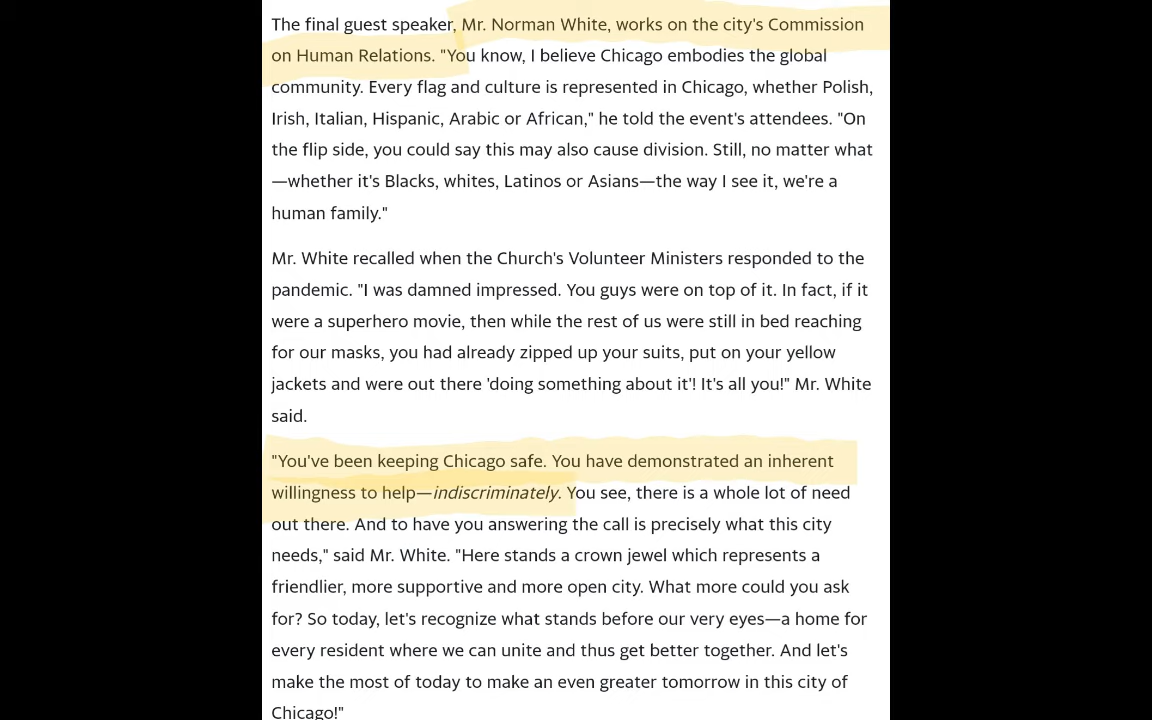 The final guest speaker, Mr. Norman White, works on the city's Commission
on Human Relations. "You know, I believe Chicago embodies the global
community. Every flag and culture is represented in Chicago, whether Polish,
Irish, Italian, Hispanic, Arabic or African," he told the event's attendees. "On
the flip side, you could say this may also cause division. Still, no matter what
—whether it's Blacks, whites, Latinos or Asians—the way I see it, we're a
human family."
Mr. White recalled when the Church's Volunteer Ministers responded to the
pandemic. "I was damned impressed. You guys were on top of it. In fact, if it
were a superhero movie, then while the rest of us were still in bed reaching
for our masks, you had already zipped up your suits, put on your yellow
jackets and were out there 'doing something about it'! It's all you!" Mr. White
said.
"You've been keeping Chicago safe. You have demonstrated an inherent
willingness to help—indiscriminately. You see, there is a whole lot of need
out there. And to have you answering the call is precisely what this city
needs," said Mr. White. "Here stands a crown jewel which represents a
friendlier, more supportive and more open city. What more could you ask
for? So today, let's recognize what stands before our very eyes—a home for
every resident where we can unite and thus get better together. And let's
make the most of today to make an even greater tomorrow in this city of
Chicago!"